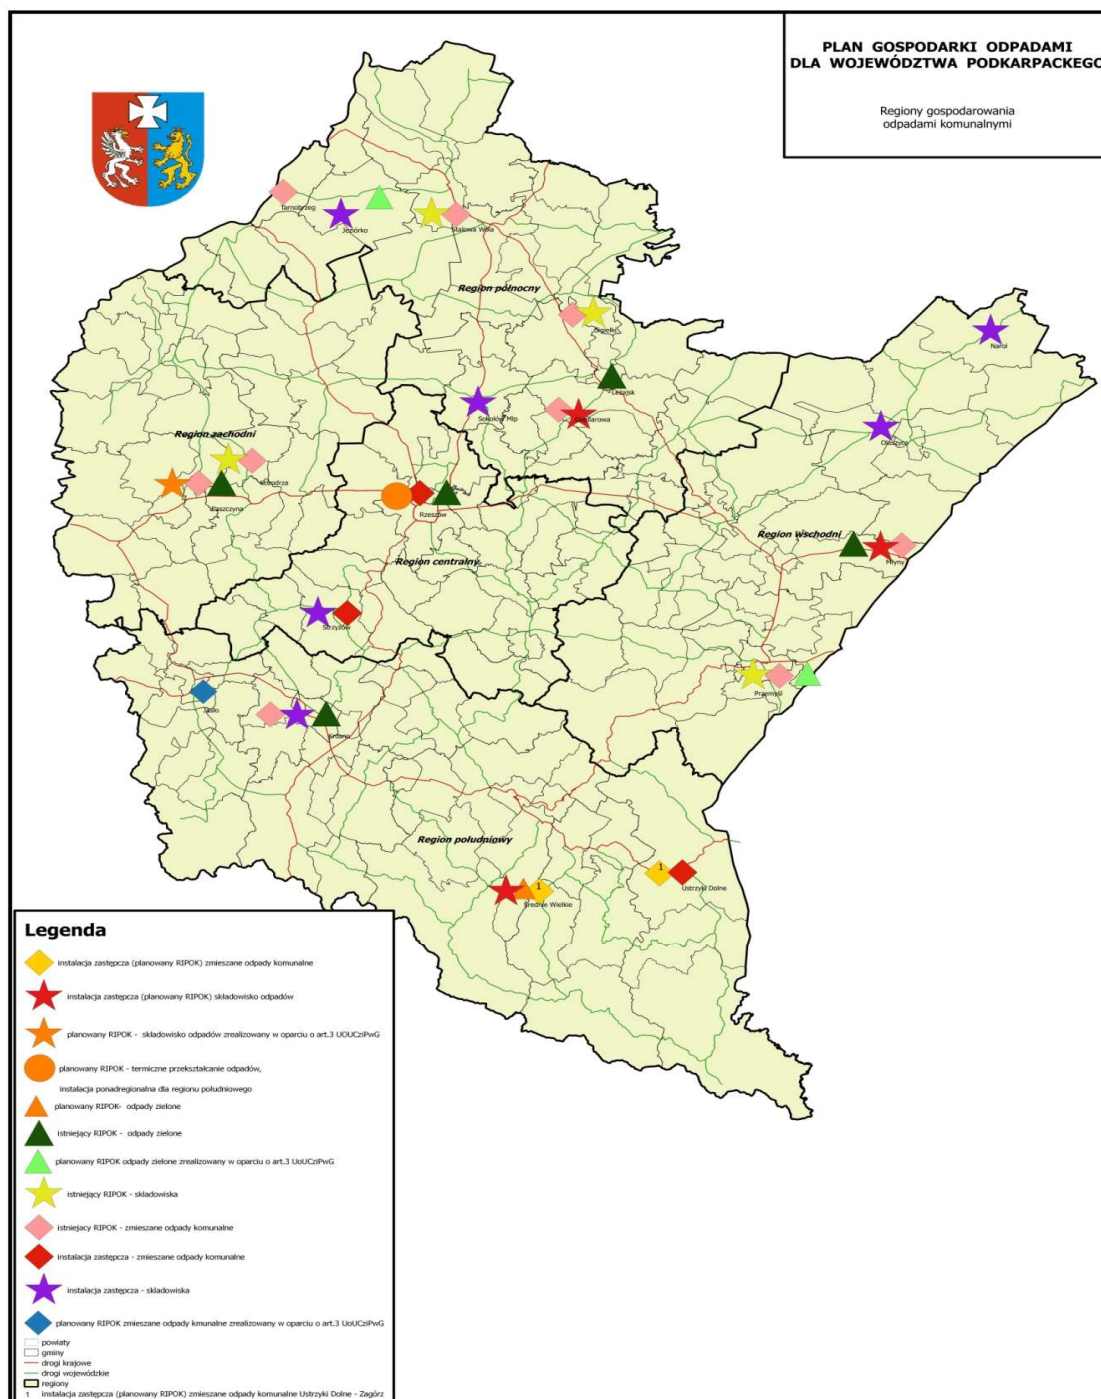 PLAN GOSPODARKI ODPADAMI
DLA WOJEWÓDZTWA PODKARPACKEGO
Regiony gospodarowania
odpadami komunalnymi
Tarnobrzeg
Jeziórko
Stalowa Wola
Region północny
Giedlarowa
Leżajsk
Sokołów Młp
Narol
Oleszyce
Region zachodni
Kozodrza
Paszczyna
Rzeszów
Region centralny
Region wschodni
Młyny
Strzyżów
Przemyśl
Jasło
Krosno
Region południowy
1
1
Ustrzyki Dolne
Średnie Wielkie
Legenda
instalacja zastępcza (planowany RIPOK) zmieszane odpady komunalne
instalacja zastępcza (planowany RIPOK) składowisko odpadów
planowany RIPOK - składowisko odpadów zrealizowany w oparciu o art.3 UOUCziPwG
planowany RIPOK - termiczne przekształcanie odpadów,
instalacja ponadregionalna dla regionu południowego
planowany RIPOK- odpady zielone
istniejący RIPOK - odpady zielone
planowany RIPOK odpady zielone zrealizowany w oparciu o art.3 UoUCziPwG
istniejący RIPOK - składowiska
istniejacy RIPOK - zmieszane odpady komunalne
instalacja zastępcza - zmieszane odpady komunalne
instalacja zastępcza - składowiska
planowany RIPOK zmieszane odpady kmunalne zrealizowany w oparciu o art.3 UoUCziPwG
powiaty
gminy
drogi krajowe
drogi wojewódzkie
regiony
1 instalacja zastępcza (planowany RIPOK) zmieszane odpady komunalne Ustrzyki Dolne - Zagórz